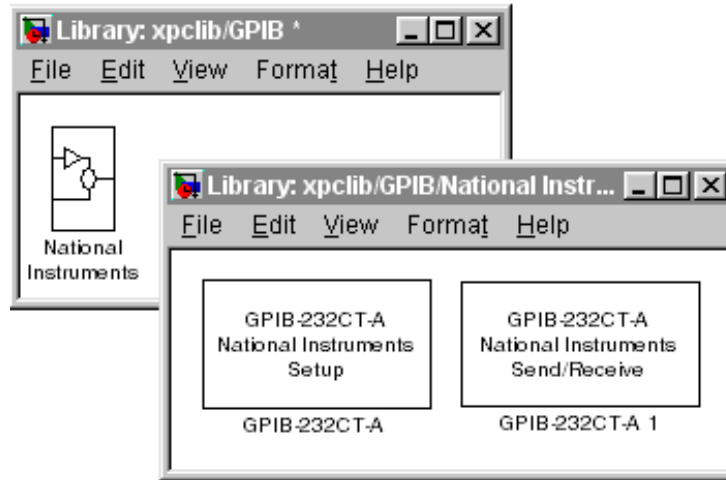 Library: xpclib/GPIB *
File Edit View Format Help
National
Instruments
Library: xpclib/GPIB/National Instr...
File Edit View Format Help
GPIB-232CT-A
National Instruments
Setup
GPIB-232CT-A
GPIB-232CT-A
National Instruments
Send/Receive
GPIB-232CT-A 1